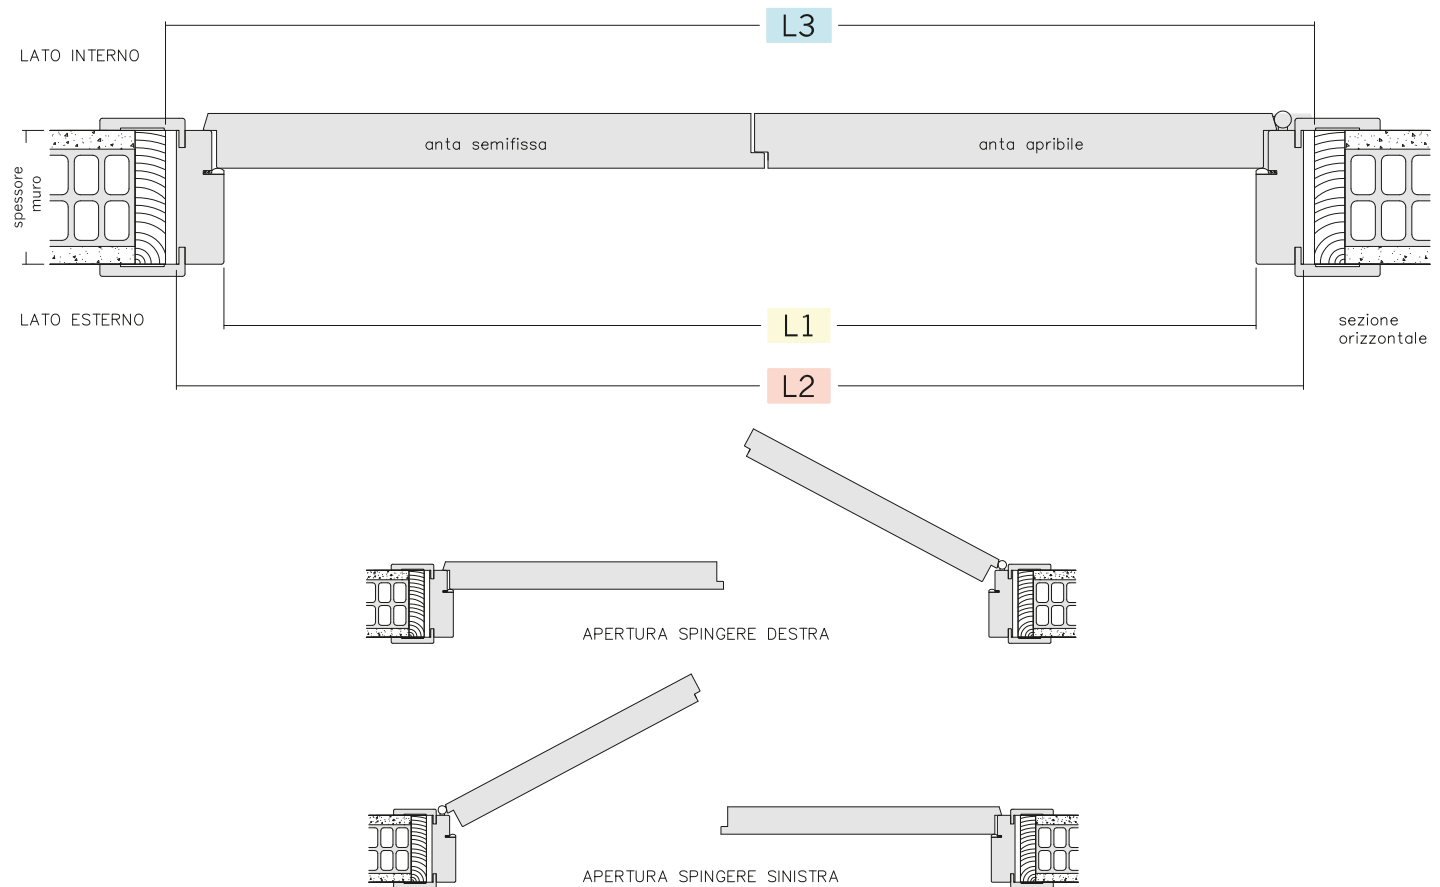 L3
LATO INTERNO
anta semifissa
anta apribile
spessore
muro
LATO ESTERNO
L1
sezione
orizzontale
L2
APERTURA SPINGERE DESTRA
APERTURA SPINGERE SINISTRA